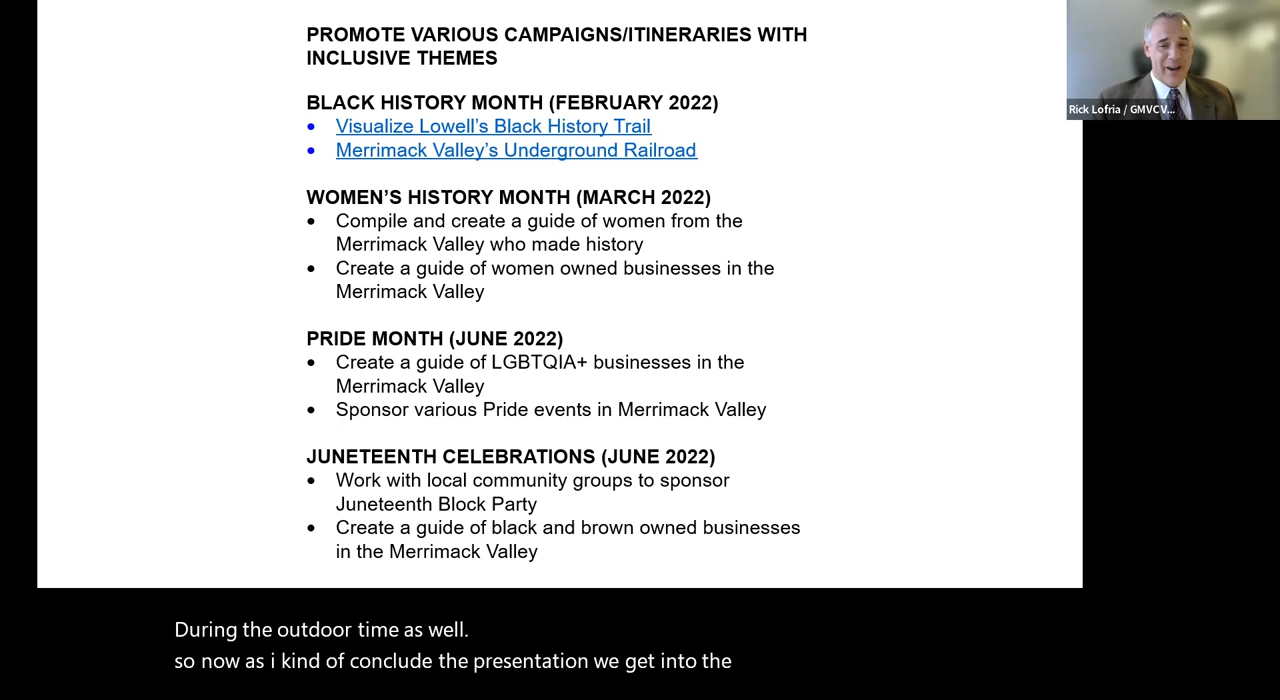 PROMOTE VARIOUS CAMPAIGNS/ITINERARIES WITH
INCLUSIVE THEMES
BLACK HISTORY MONTH (FEBRUARY 2022)
• Visualize Lowell’s Black History Trail
• Merrimack Valley’s Underground Railroad
WOMEN’S HISTORY MONTH (MARCH 2022)
• Compile and create a guide of women from the
Merrimack Valley who made history
• Create a guide of women owned businesses in the
Merrimack Valley
PRIDE MONTH (JUNE 2022)
• Create a guide of LGBTQIA+ businesses in the
Merrimack Valley
• Sponsor various Pride events in Merrimack Valley
JUNETEENTH CELEBRATIONS (JUNE 2022)
• Work with local community groups to sponsor
Juneteenth Block Party
• Create a guide of black and brown owned businesses
in the Merrimack Valley
Rick Lofria / GMVCV...
During the outdoor time as well.
so now as i kind of conclude the presentation we get into the